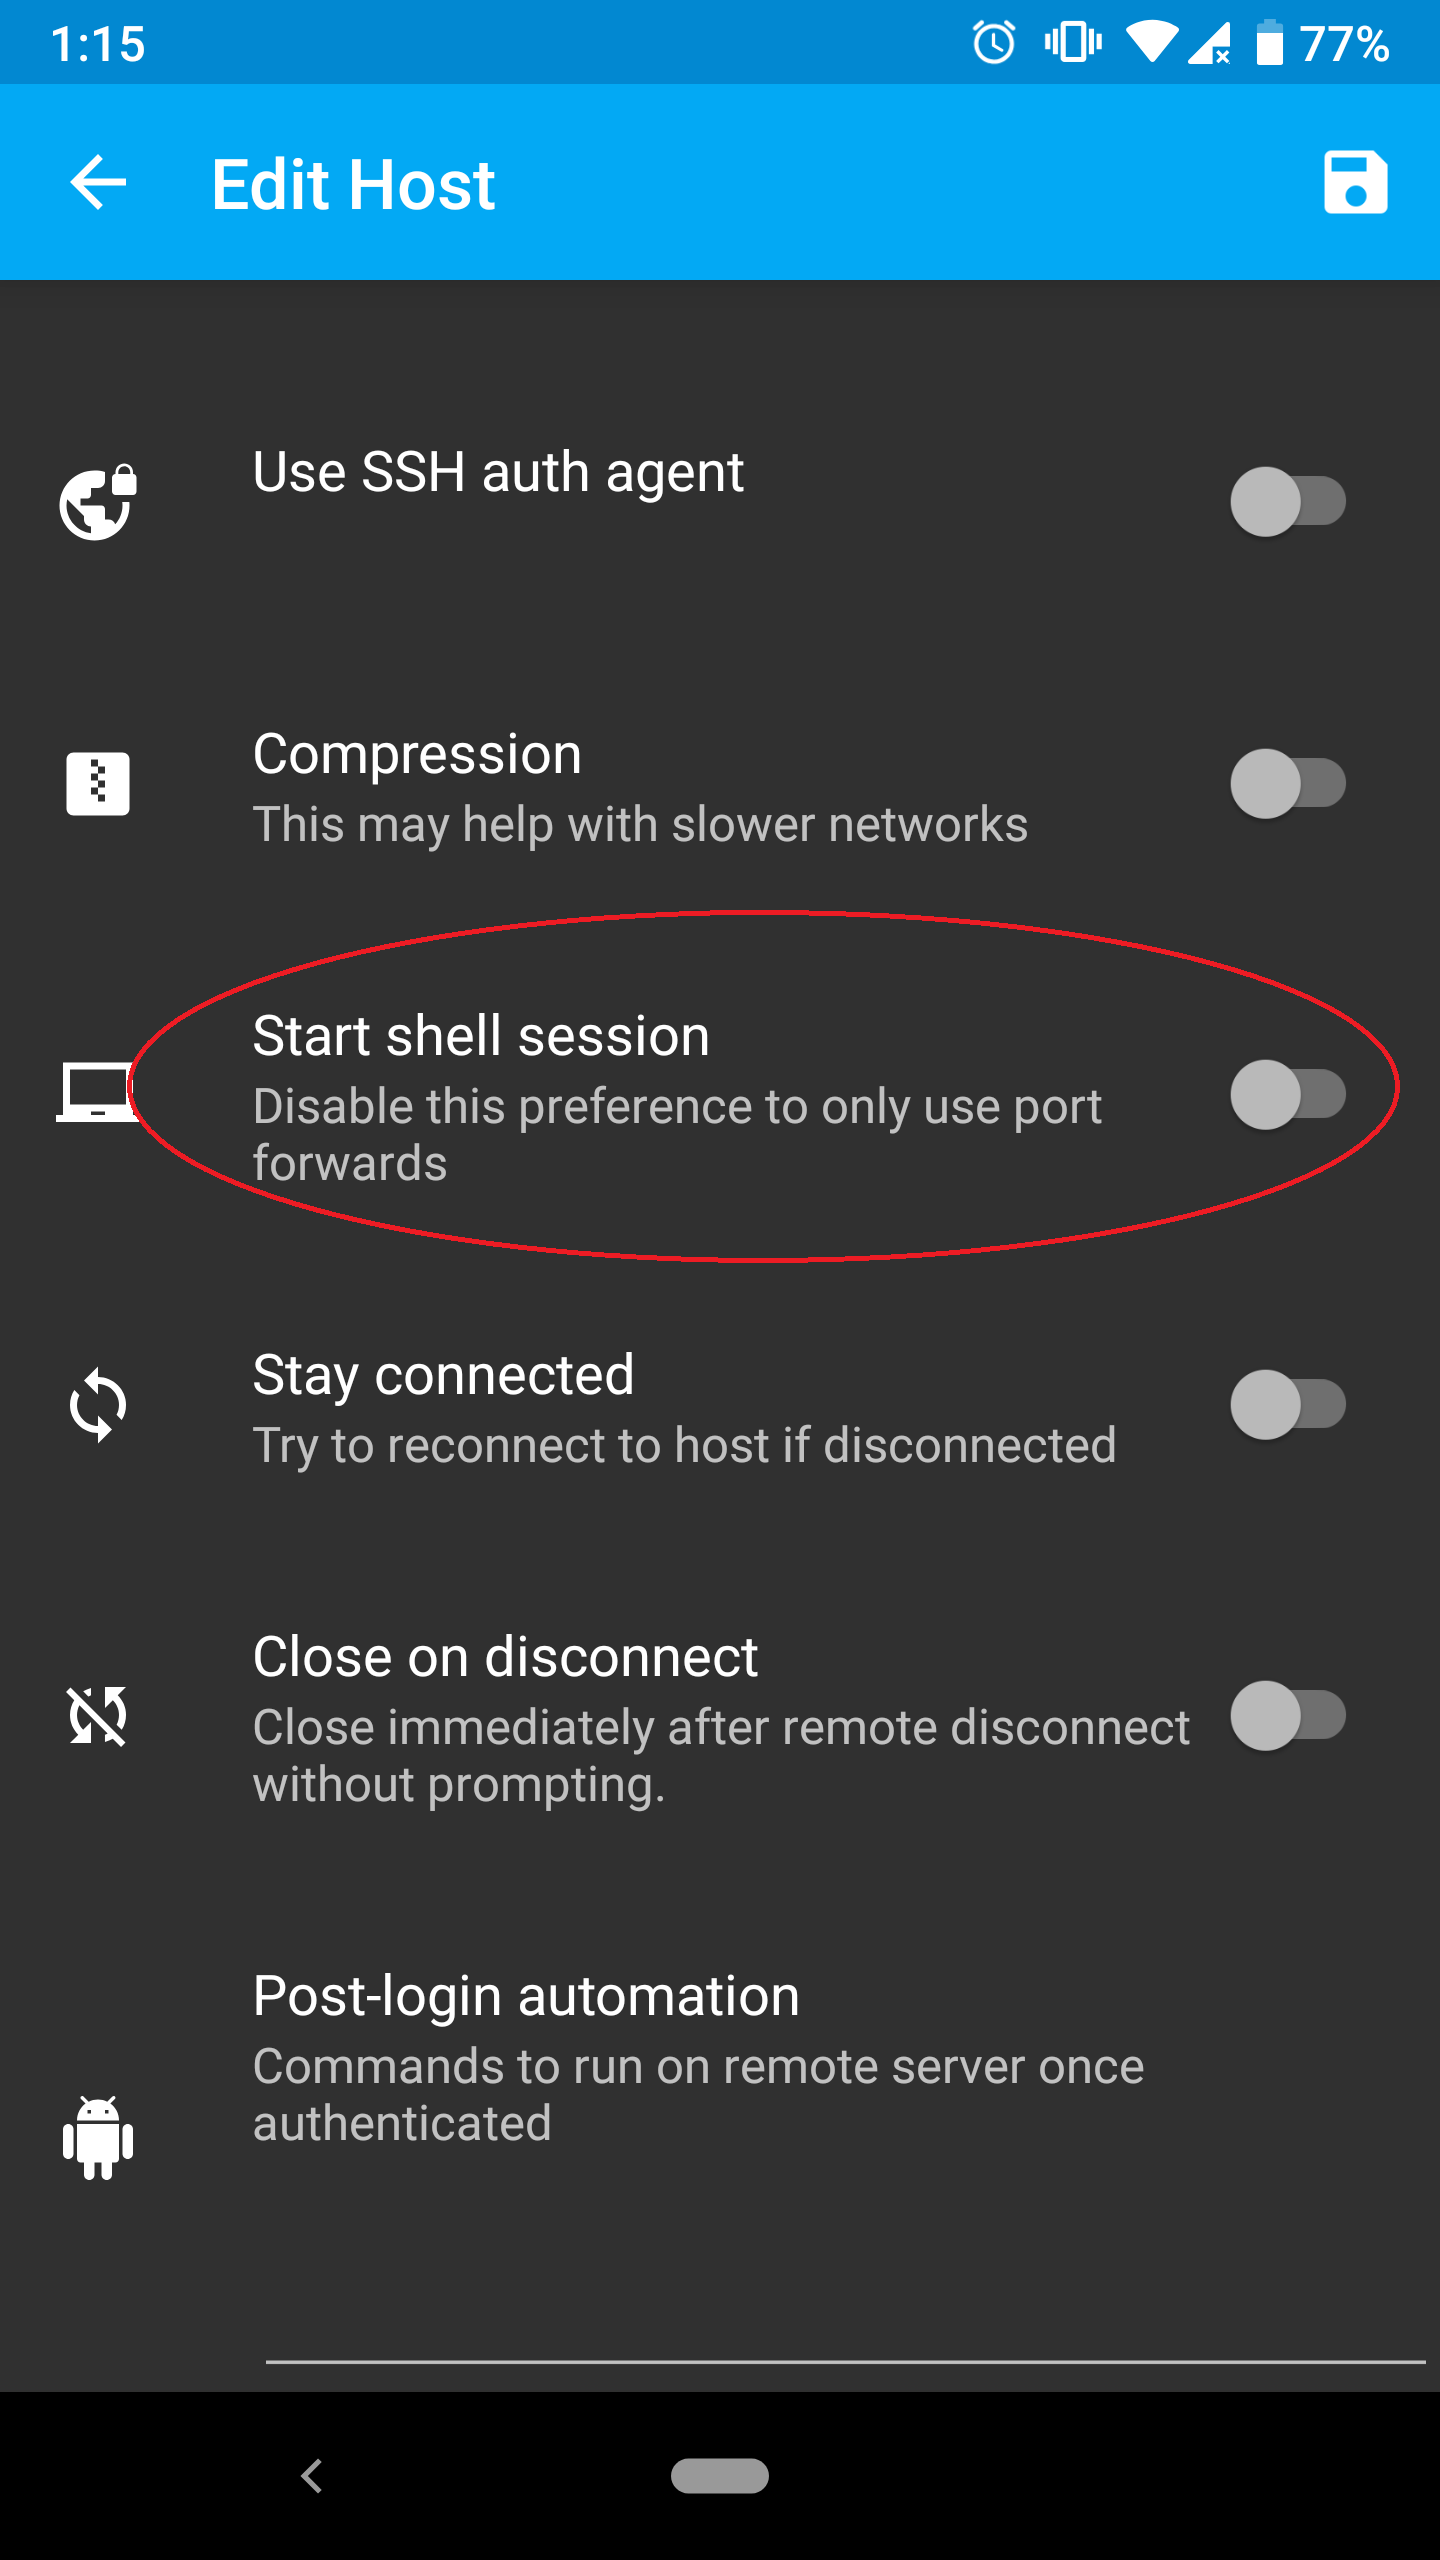 1:15
77%
Edit Host
Use SSH auth agent
Compression
This may help with slower networks
Start shell session
Disable this preference to only use port
forwards
Stay connected
Try to reconnect to host if disconnected
Close on disconnect
Close immediately after remote disconnect
without prompting.
Post-login automation
Commands to run on remote server once
authenticated